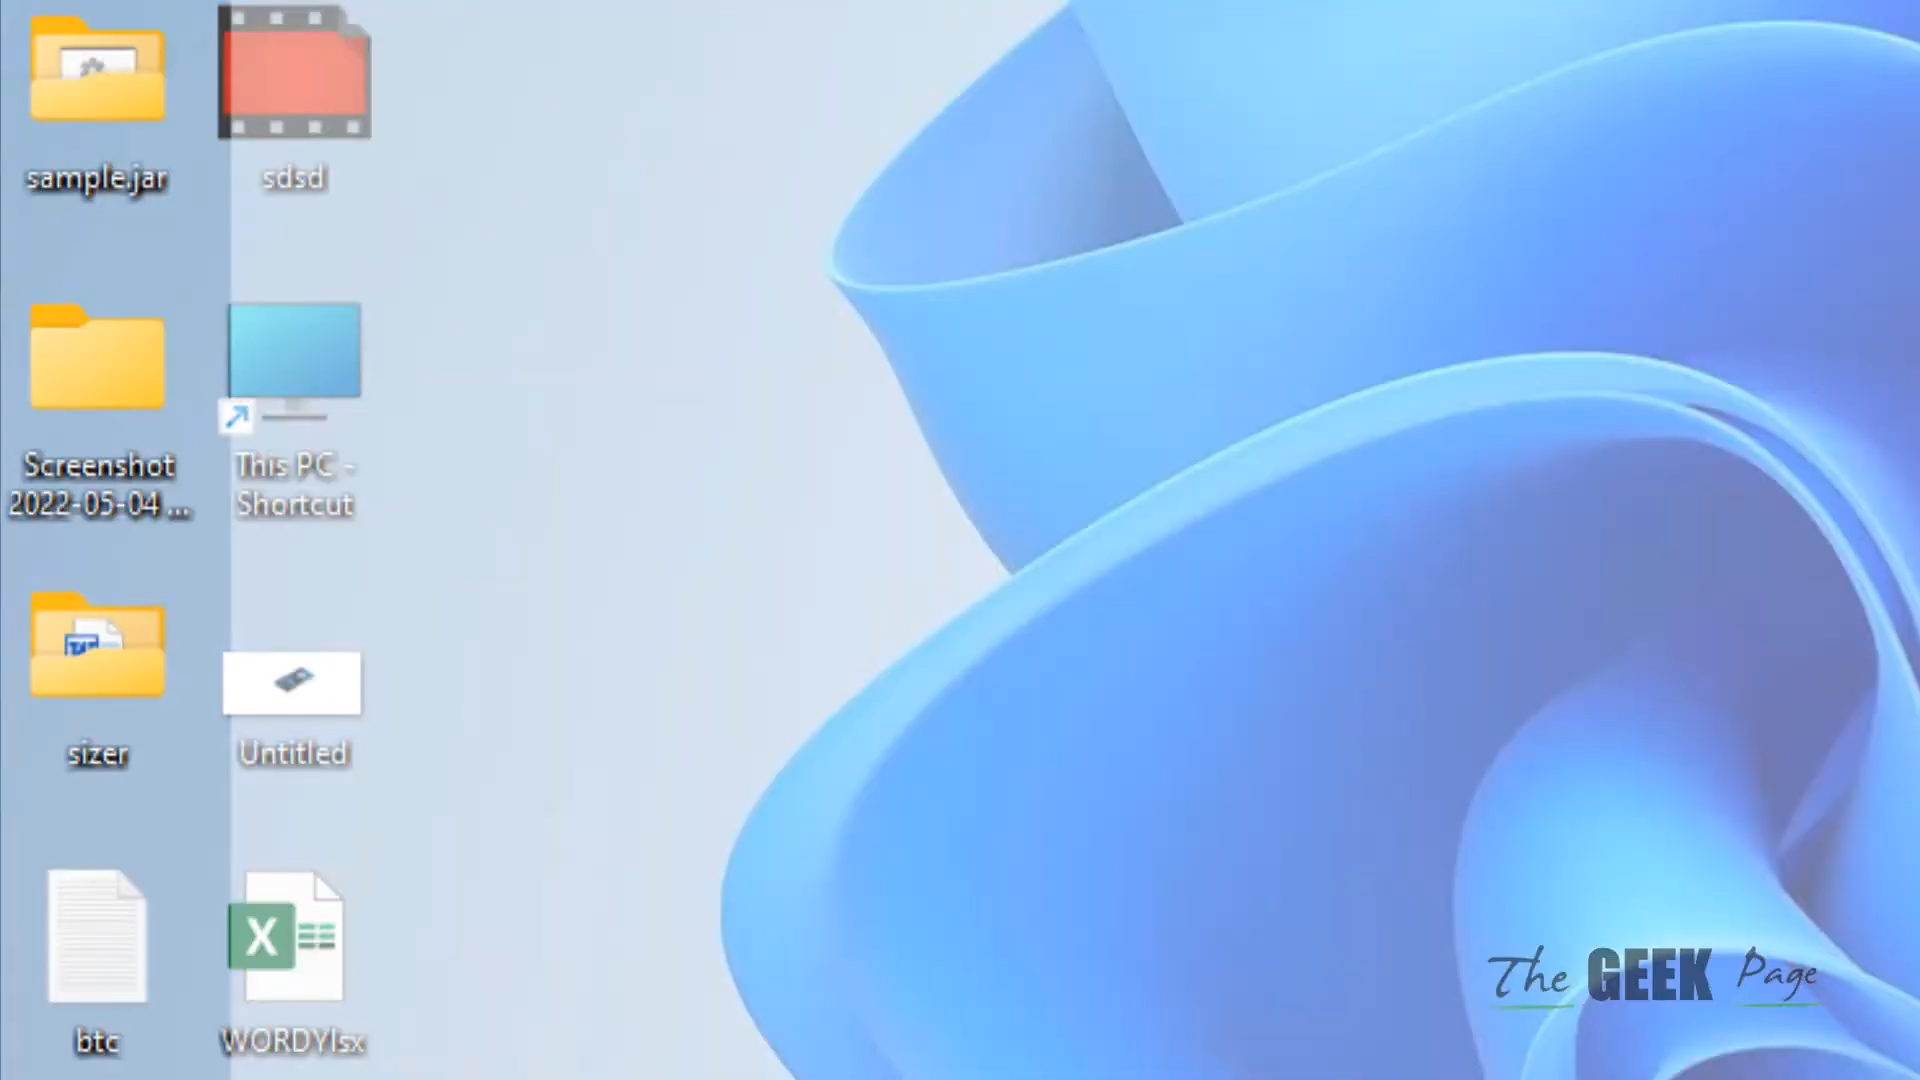 sample.jar
sdsd
Screenshot
2022-05-04 ...
This PC -
Shortcut
sizer
Untitled
btc
X
WORDYlsx
The GEEK Page